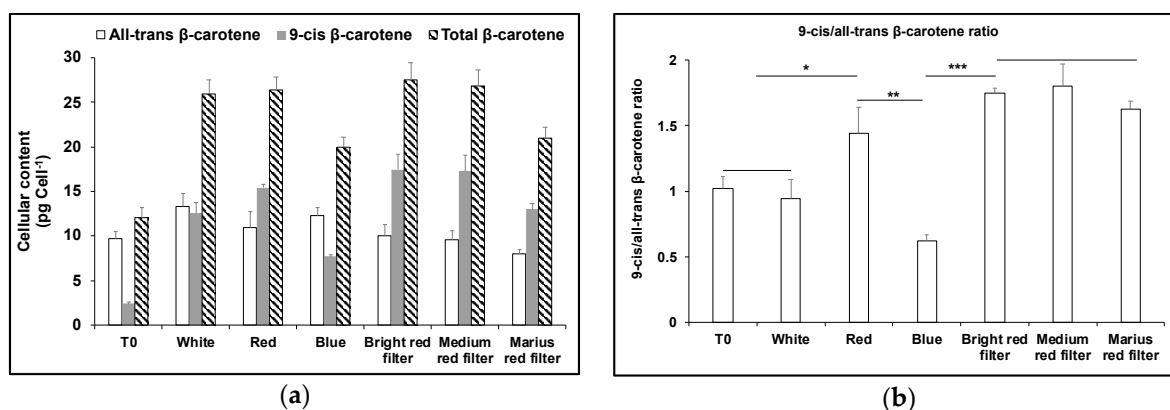 All-trans β-carotene 9-cis β-carotene Total β-carotene
30
25
20
15
10
5
0
Cellular content
(pg Cell-1)
T0 White Red Blue Bright red filter Medium red filter Marius red filter
(a)
9-cis/all-trans β-carotene ratio
2
1.5
1
0.5
0
9-cis/all-trans β-carotene ratio
* ** ***
T0 White Red Blue Bright red filter Medium red filter Marius red filter
(b)